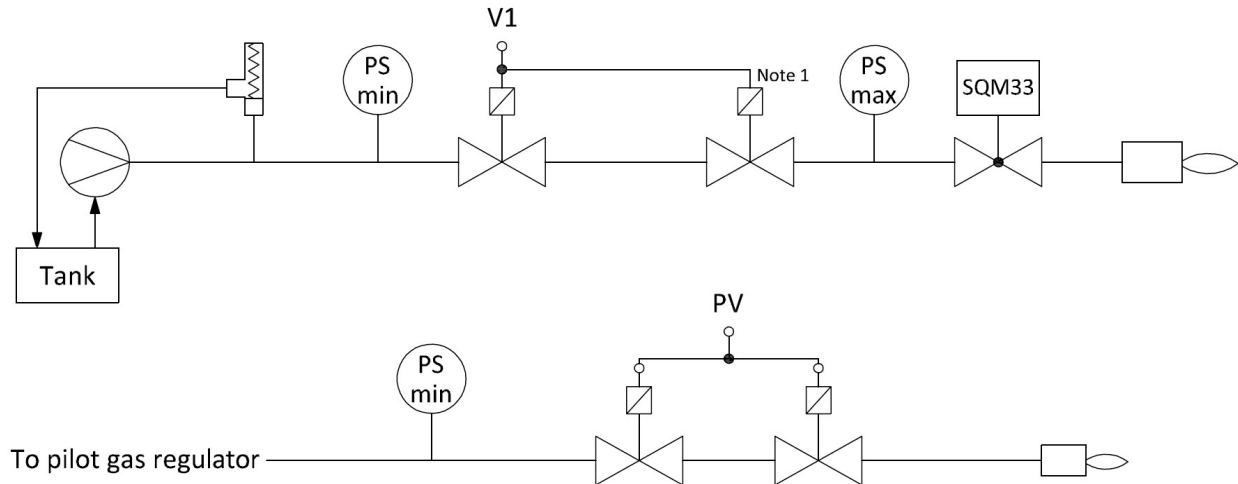 V1
PS
min
Note 1
PS
max
SQM33
Tank
PV
PS
min
To pilot gas regulator